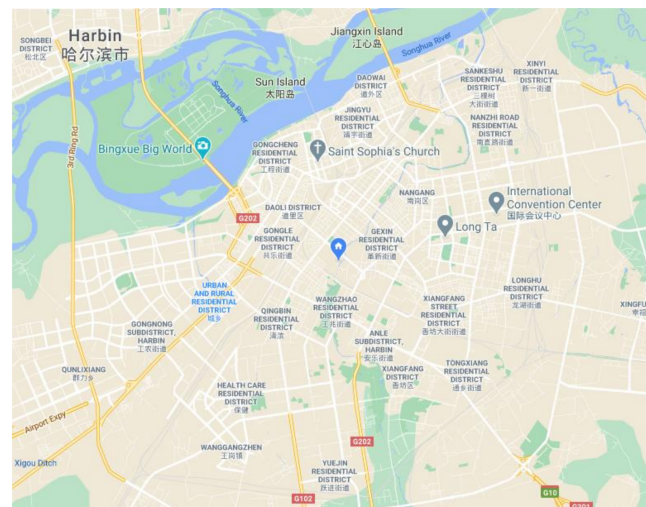 Harbin
哈尔滨市
SONGBEI
DISTRICT
松北区
Jiangxin Island
江心岛
Songhua River
Sun Island
太阳岛
DAOWAI
DISTRICT
道外区
SANKESHU
RESIDENTIAL
DISTRICT
三棵树
大街街道
XINYI
RESIDENTIAL
DISTRICT
新一街道
Songhua River
3rd Ring Rd
Bingxue Big World
JINGYU
RESIDENTIAL
DISTRICT
靖宇街道
NANZHI ROAD
RESIDENTIAL
DISTRICT
南直路街道
GONGCHENG
RESIDENTIAL
DISTRICT
工程街道
Saint Sophia's Church
NANGANG
南岗区
International
Convention Center
国际会议中心
DAOLI DISTRICT
道里区
G202
Long Ta
GONGLE
RESIDENTIAL
DISTRICT
共乐街道
GEXIN
RESIDENTIAL
DISTRICT
革新街道
URBAN
AND RURAL
RESIDENTIAL
DISTRICT
城乡
LONGHU
RESIDENTIAL
DISTRICT
龙湖街道
WANGZHAO
RESIDENTIAL
DISTRICT
王兆街道
XIANGFANG
STREET
RESIDENTIAL
DISTRICT
香坊大街街道
XINGFU
幸福
QINGBIN
RESIDENTIAL
DISTRICT
清滨
GONGNONG
SUBDISTRICT,
HARBIN
工农街道
ANLE
SUBDISTRICT,
HARBIN
安乐街道
QUNLIXIANG
群力乡
XIANGFANG
DISTRICT
香坊区
TONGXIANG
RESIDENTIAL
DISTRICT
通乡街道
HEALTH CARE
RESIDENTIAL
DISTRICT
保健
Airport Expy
WANGGANGZHEN
王岗镇
G202
Xigou Ditch
YUEJIN
RESIDENTIAL
DISTRICT
跃进街道
G102
G10